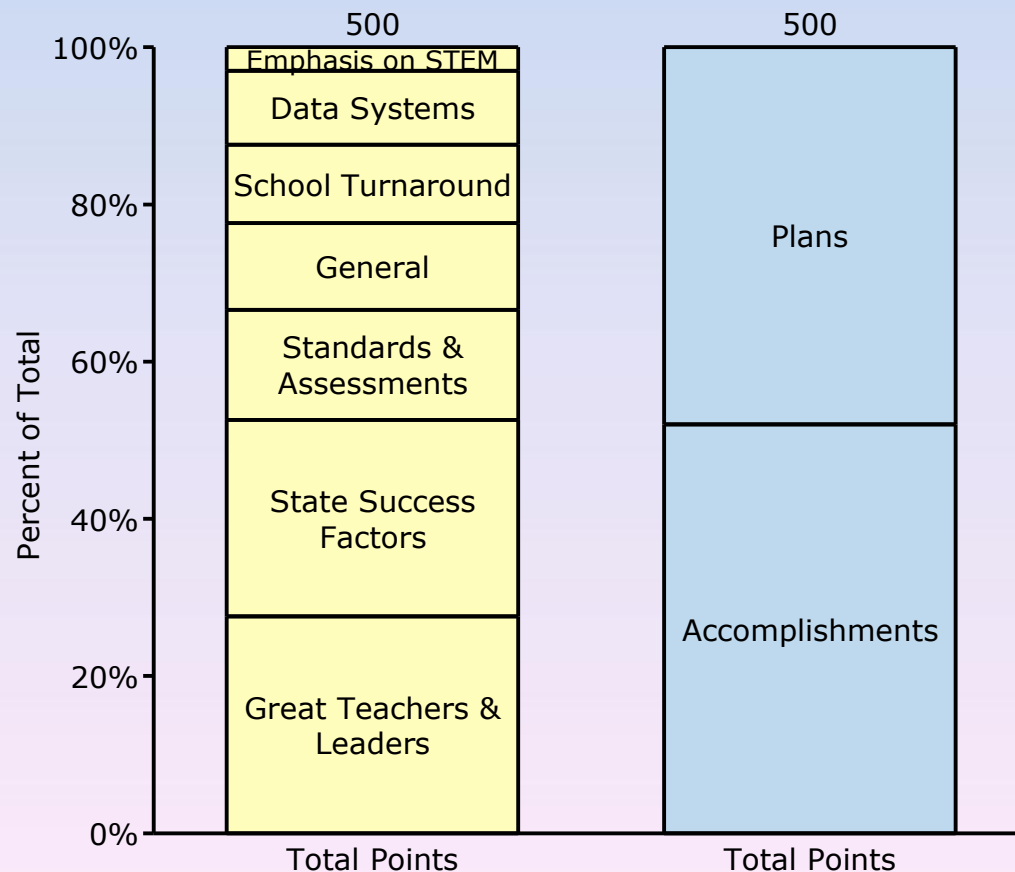 500
500
100%
80%
60%
40%
20%
0%
Percent of Total
Emphasis on STEM
Data Systems
School Turnaround
General
Standards &
Assessments
State Success
Factors
Great Teachers &
Leaders
Plans
Accomplishments
Total Points
Total Points